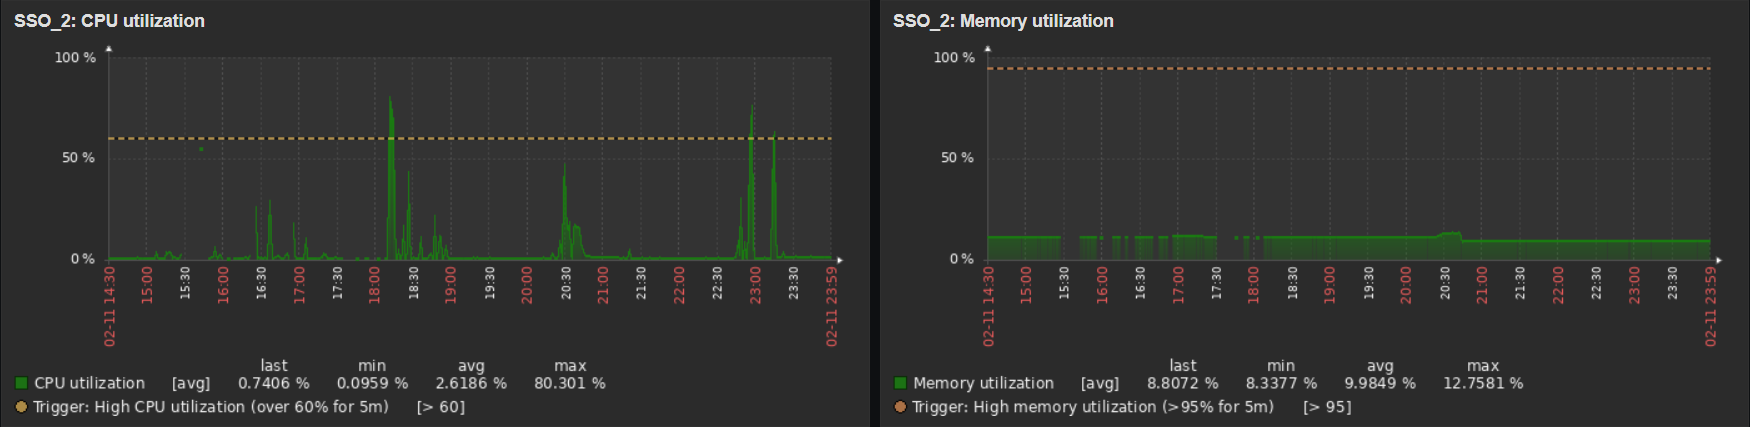 SSO_2: CPU utilization
100 %
50 %
0 %
02-11 14:30 15:00 15:30 16:00 16:30 17:00 17:30 18:00 18:30 19:00 19:30 20:00 20:30 21:00 21:30 22:00 22:30 23:00 23:30 02-11 23:59
last min avg max
CPU utilization [avg] 0.7406 % 0.0959 % 2.6186 % 80.301 %
Trigger: High CPU utilization (over 60% for 5m) [> 60]
SSO_2: Memory utilization
100 %
50 %
0 %
02-11 14:30 15:00 15:30 16:00 16:30 17:00 17:30 18:00 18:30 19:00 19:30 20:00 20:30 21:00 21:30 22:00 22:30 23:00 23:30 02-11 23:59
last min avg max
Memory utilization [avg] 8.8072 % 8.3377 % 9.9849 % 12.7581 %
Trigger: High memory utilization (>95% for 5m) [> 95]